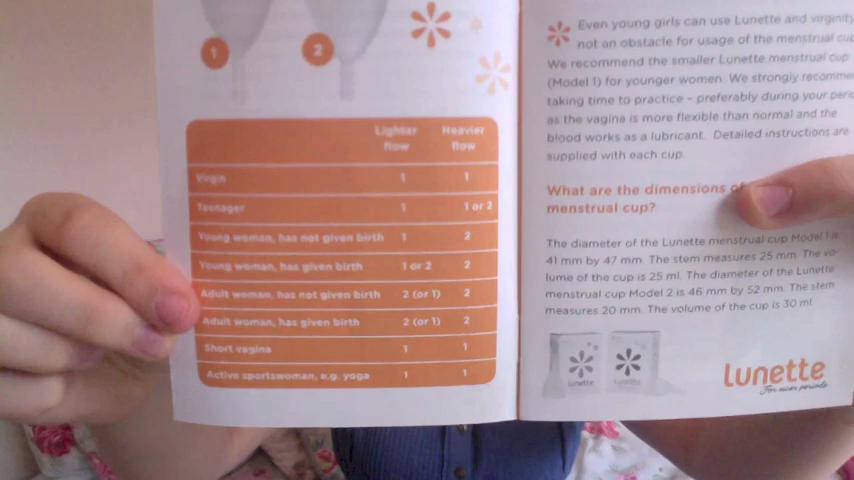 1
2
Lighter Heavier
flow flow
Virgin 1 1
Teenager 1 1 or 2
Young woman, has not given birth 1 2
Young woman, has given birth 1 or 2 2
Adult woman, has not given birth 2 (or 1) 2
Adult woman, has given birth 2 (or 1) 2
Short vagina 1 1
Active sportswoman, e.g. yoga 1 1
Even young girls can use Lunette and virginity
not an obstacle for usage of the menstrual cup
We recommend the smaller Lunette menstrual cup
(Model 1) for younger women. We strongly recomme
taking time to practice – preferably during your peri
as the vagina is more flexible than normal and the
blood works as a lubricant. Detailed instructions are
supplied with each cup.
What are the dimensions of
menstrual cup?
The diameter of the Lunette menstrual cup Model 1 is
41 mm by 47 mm. The stem measures 25 mm. The vo-
lume of the cup is 25 ml. The diameter of the Lunette
menstrual cup Model 2 is 46 mm by 52 mm. The stem
measures 20 mm. The volume of the cup is 30 ml
lunette lunette
Lunette
For nicer periods